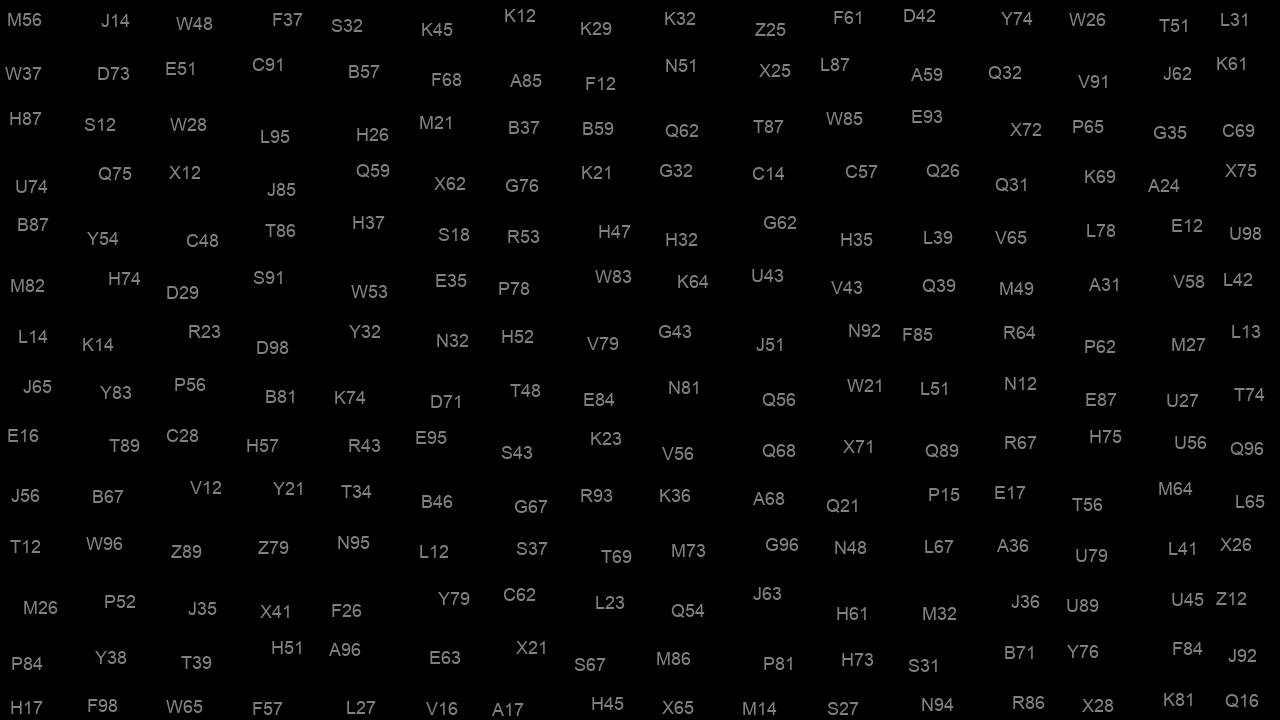 M56 J14 W48 F37 S32 K45 K12 K29 K32 Z25 F61 D42 Y74 W26 T51 L31
W37 D73 E51 C91 B57 F68 A85 F12 N51 X25 L87 A59 Q32 V91 J62 K61
H87 S12 W28 L95 H26 M21 B37 B59 Q62 T87 W85 E93 X72 P65 G35 C69
U74 Q75 X12 J85 Q59 X62 G76 K21 G32 C14 C57 Q26 Q31 K69 A24 X75
B87 Y54 C48 T86 H37 S18 R53 H47 H32 G62 H35 L39 V65 L78 E12 U98
M82 H74 D29 S91 W53 E35 P78 W83 K64 U43 V43 Q39 M49 A31 V58 L42
L14 K14 R23 D98 Y32 N32 H52 V79 G43 J51 N92 F85 R64 P62 M27 L13
J65 Y83 P56 B81 K74 D71 T48 E84 N81 Q56 W21 L51 N12 E87 U27 T74
E16 T89 C28 H57 R43 E95 S43 K23 V56 Q68 X71 Q89 R67 H75 U56 Q96
J56 B67 V12 Y21 T34 B46 G67 R93 K36 A68 Q21 P15 E17 T56 M64 L65
T12 W96 Z89 Z79 N95 L12 S37 T69 M73 G96 N48 L67 A36 U79 L41 X26
M26 P52 J35 X41 F26 Y79 C62 L23 Q54 J63 H61 M32 J36 U89 U45 Z12
P84 Y38 T39 H51 A96 E63 X21 S67 M86 P81 H73 S31 B71 Y76 F84 J92
H17 F98 W65 F57 L27 V16 A17 H45 X65 M14 S27 N94 R86 X28 K81 Q16